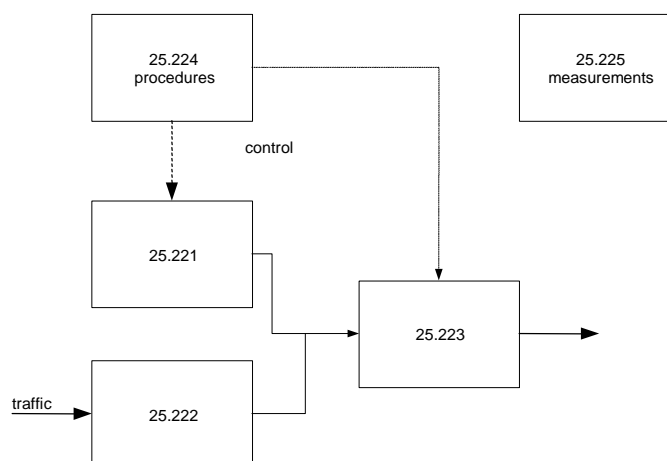 25.224
procedures
25.225
measurements
control
25.221
25.223
traffic
25.222